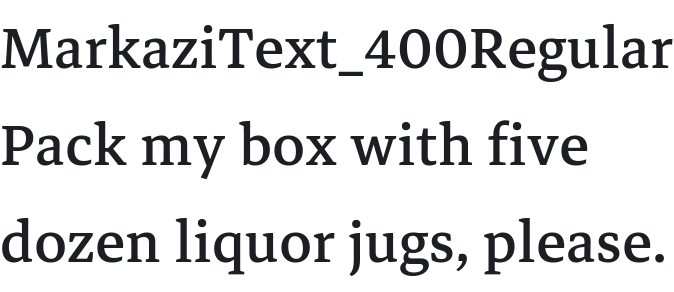 MarkaziText_400Regular
Pack my box with five
dozen liquor jugs, please.